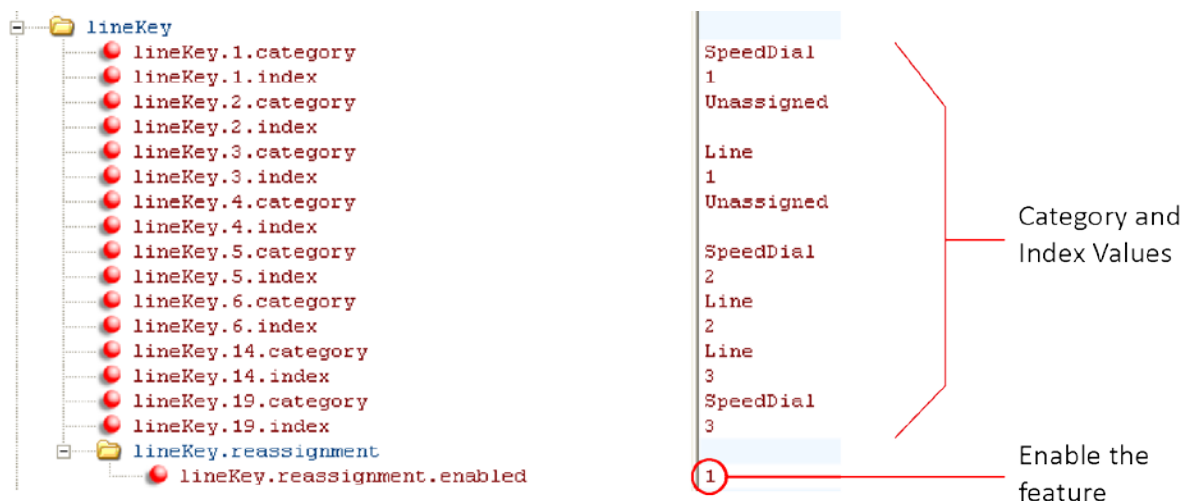 lineKey
lineKey.1.category SpeedDial
lineKey.1.index 1
lineKey.2.category Unassigned
lineKey.2.index
lineKey.3.category Line
lineKey.3.index 1
lineKey.4.category Unassigned
lineKey.4.index
lineKey.5.category SpeedDial
lineKey.5.index 2
lineKey.6.category Line
lineKey.6.index 2
lineKey.14.category Line
lineKey.14.index 3
lineKey.19.category SpeedDial
lineKey.19.index 3
lineKey.reassignment
lineKey.reassignment.enabled 1
Category and
Index Values
Enable the
feature